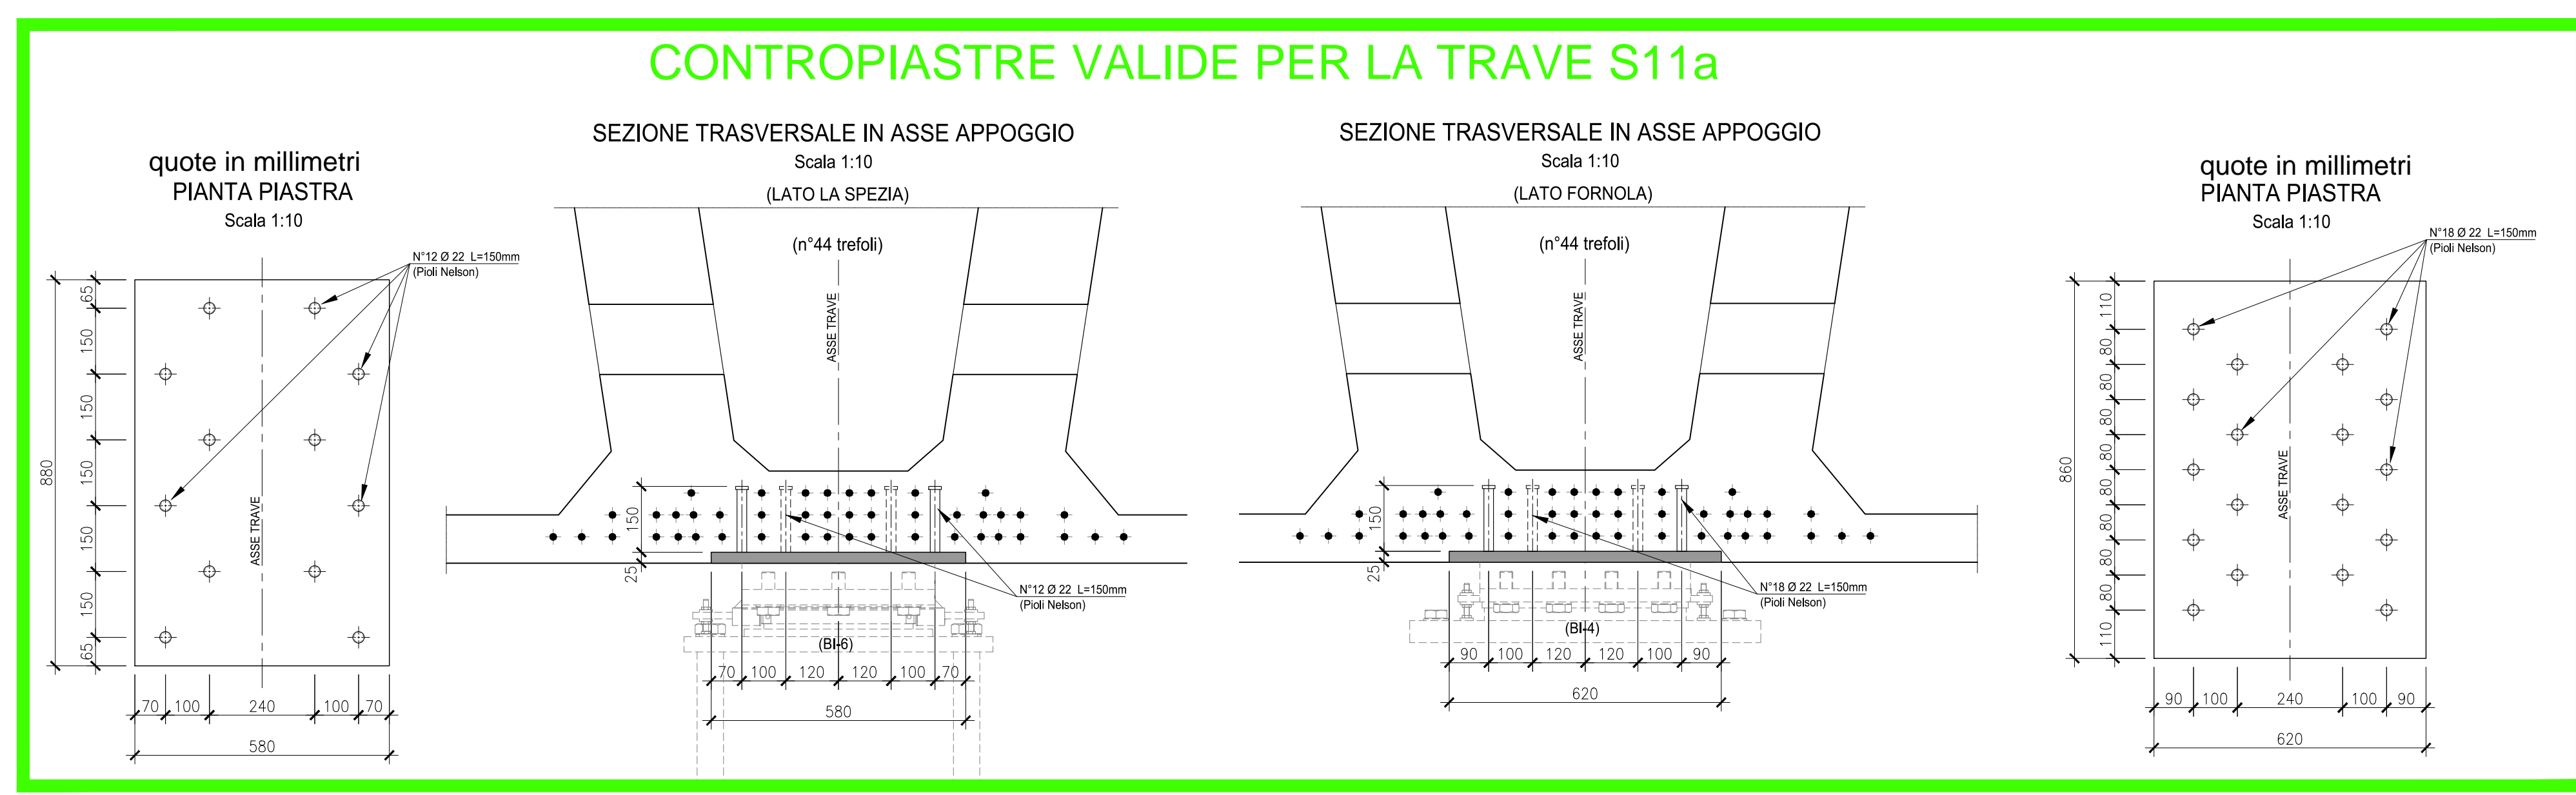 CONTROPIASTRE VALIDE PER LA TRAVE S11a
quote in millimetri
PIANTA PIASTRA
Scala 1:10
N°12 Ø 22 L=150mm
(Pioli Nelson)
65
150
150
150
150
150
65
880
ASSE TRAVE
70 100 240 100 70
580
SEZIONE TRASVERSALE IN ASSE APPOGGIO
Scala 1:10
(LATO LA SPEZIA)
(n°44 trefoli)
ASSE TRAVE
150
25
N°12 Ø 22 L=150mm
(Pioli Nelson)
(BI-6)
70 100 120 120 100 70
580
SEZIONE TRASVERSALE IN ASSE APPOGGIO
Scala 1:10
(LATO FORNOLA)
(n°44 trefoli)
ASSE TRAVE
150
25
N°18 Ø 22 L=150mm
(Pioli Nelson)
(BI-4)
90 100 120 120 100 90
620
quote in millimetri
PIANTA PIASTRA
Scala 1:10
N°18 Ø 22 L=150mm
(Pioli Nelson)
110
80
80
80
80
80
80
80
80
110
860
ASSE TRAVE
90 100 240 100 90
620